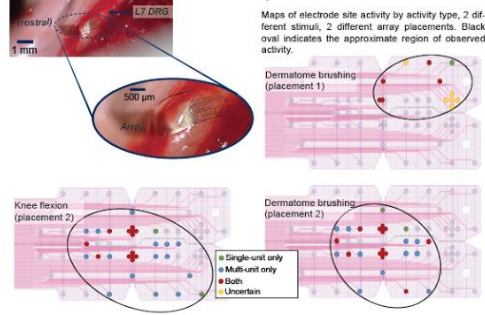 (rostral)
L7 DRG
1 mm
500 µm
Array
Maps of electrode site activity by activity type, 2 dif-
ferent stimuli, 2 different array placements. Black
oval indicates the approximate region of observed
activity.
Dermatome brushing
(placement 1)
Knee flexion
(placement 2)
Single-unit only
Multi-unit only
Both
Uncertain
Dermatome brushing
(placement 2)